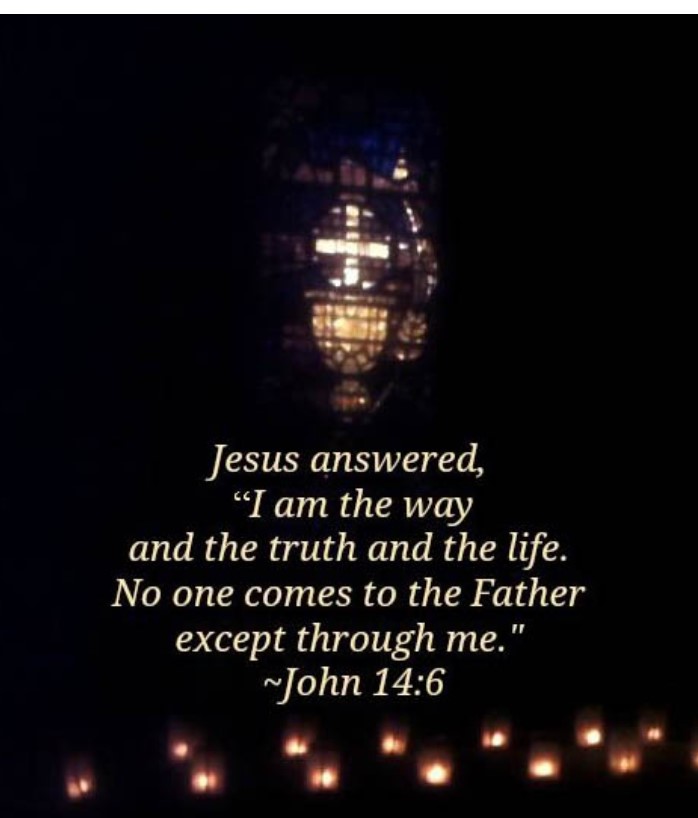 Jesus answered,
“I am the way
and the truth and the life.
No one comes to the Father
except through me."
~John 14:6